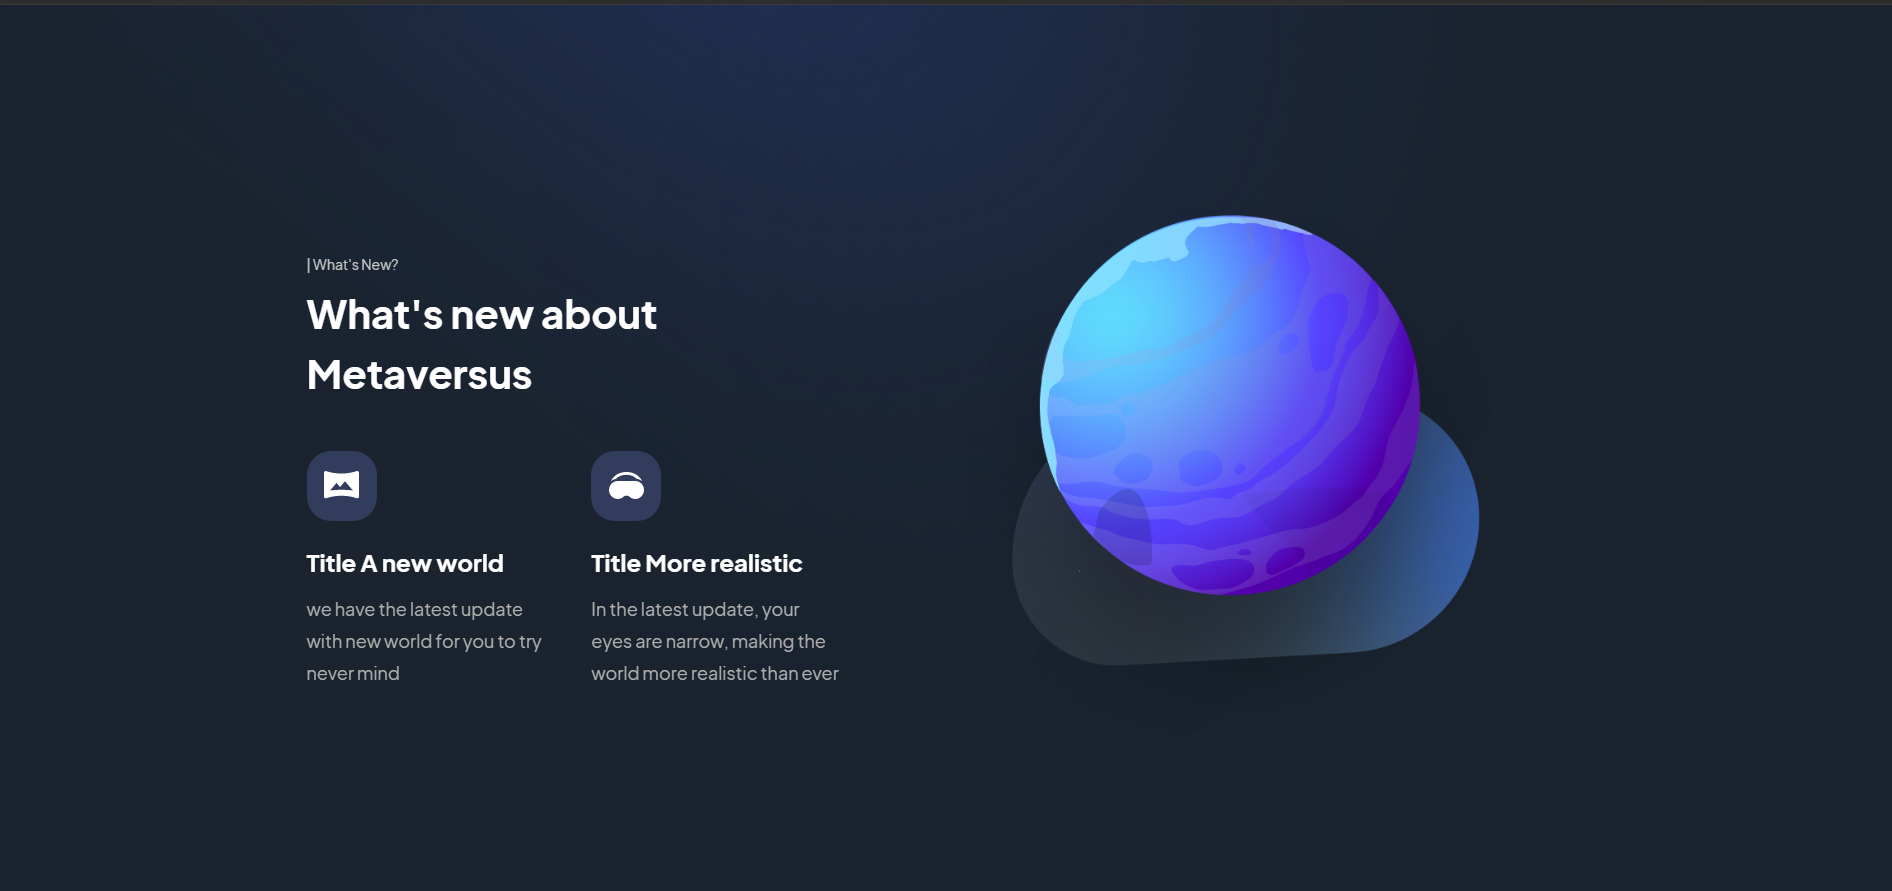 | What's New?
What's new about
Metaversus
Title A new world
we have the latest update
with new world for you to try
never mind
Title More realistic
In the latest update, your
eyes are narrow, making the
world more realistic than ever